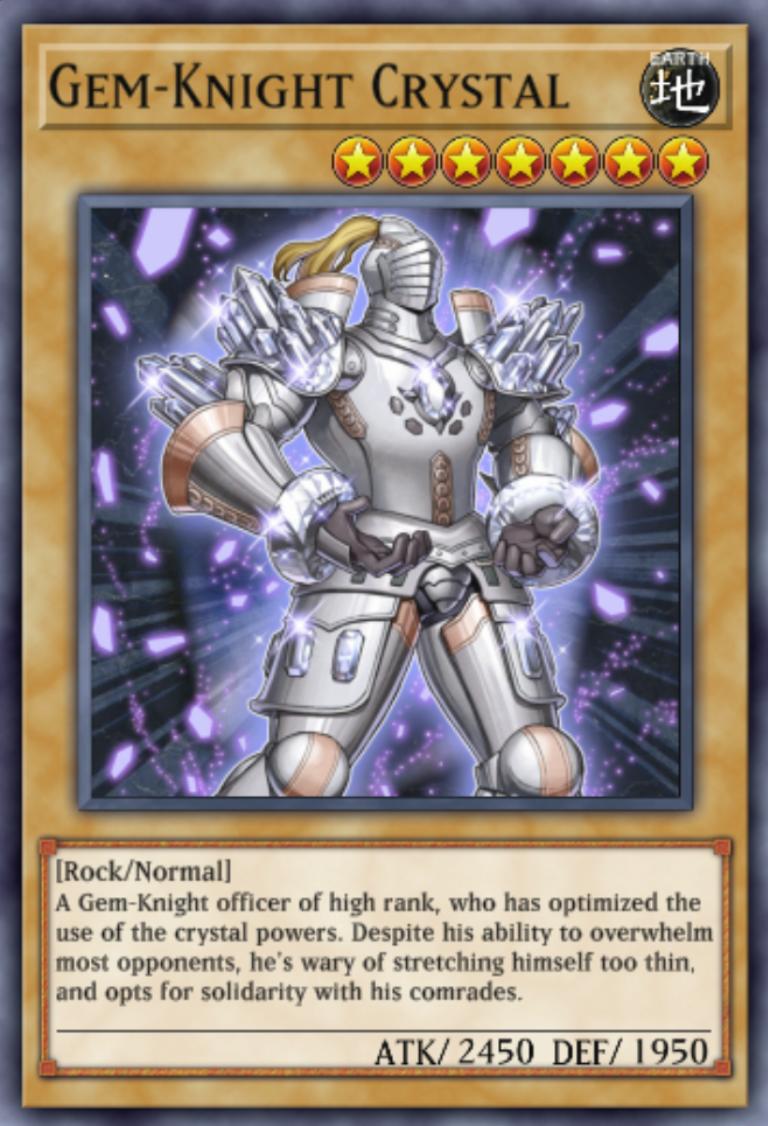 Gem-Knight Crystal
EARTH
地
[Rock/Normal]
A Gem-Knight officer of high rank, who has optimized the
use of the crystal powers. Despite his ability to overwhelm
most opponents, he's wary of stretching himself too thin,
and opts for solidarity with his comrades.
ATK/ 2450 DEF/ 1950